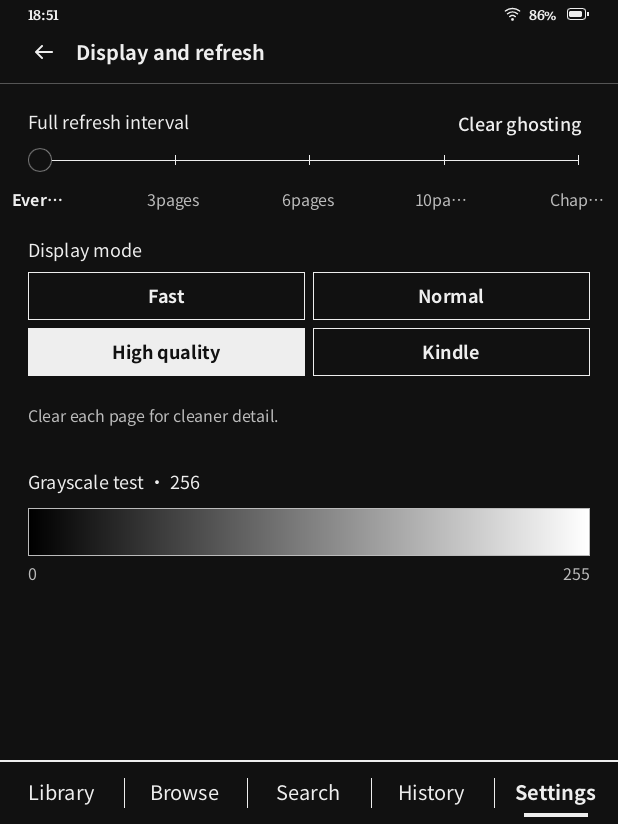 18:51 86%
Display and refresh
Full refresh interval Clear ghosting
Ever··· 3pages 6pages 10pa··· Chap···
Display mode
Fast Normal
High quality Kindle
Clear each page for cleaner detail.
Grayscale test · 256
0 255
Library Browse Search History Settings